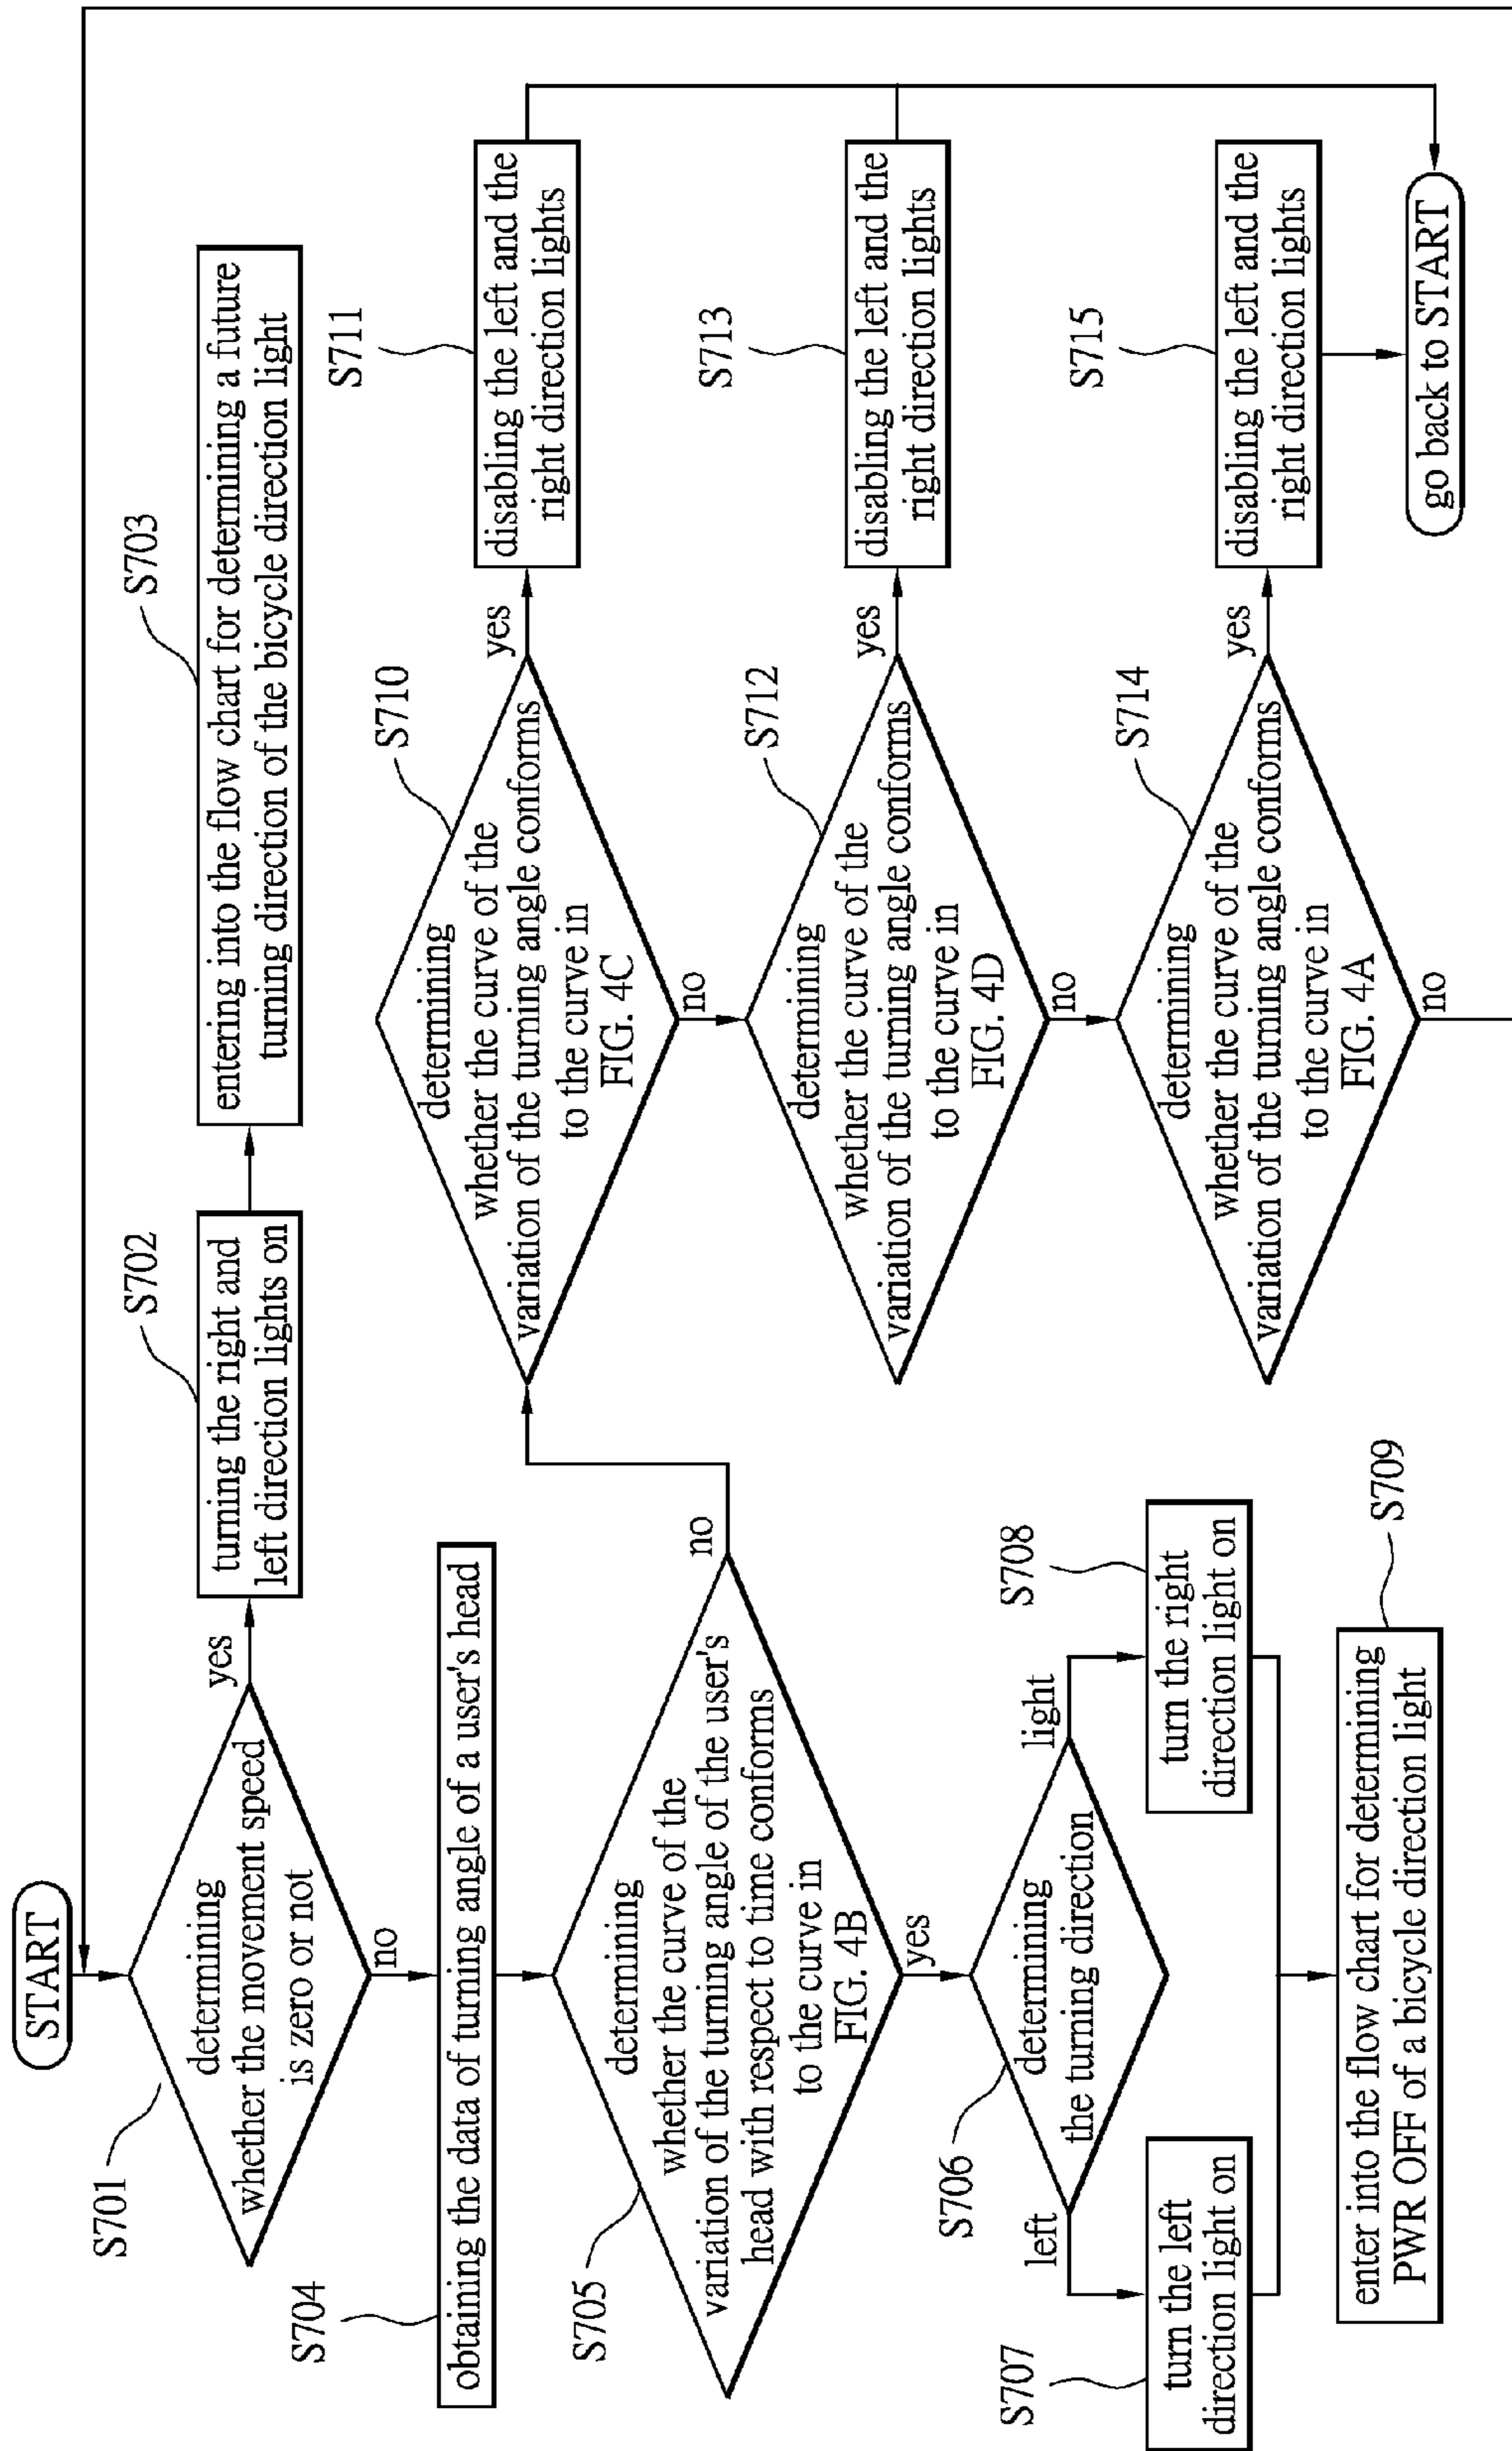 START
S701
determining
whether the movement speed
is zero or not
yes
no
S702
turning the right and
left direction lights on
S703
entering into the flow chart for determining a future
turning direction of the bicycle direction light
S704
obtaining the data of turning angle of a user's head
S705
determining
whether the curve of the
variation of the turning angle of the user's
head with respect to time conforms
to the curve in
FIG. 4B
no
yes
S706
determining
the turning direction
left
light
S707
turn the left
direction light on
S708
turn the right
direction light on
S709
enter into the flow chart for determining
PWR OFF of a bicycle direction light
S710
determining
whether the curve of the
variation of the turning angle conforms
to the curve in
FIG. 4C
yes
no
S711
disabling the left and the
right direction lights
S712
determining
whether the curve of the
variation of the turning angle conforms
to the curve in
FIG. 4D
yes
no
S713
disabling the left and the
right direction lights
S714
determining
whether the curve of the
variation of the turning angle conforms
to the curve in
FIG. 4A
yes
no
S715
disabling the left and the
right direction lights
go back to START